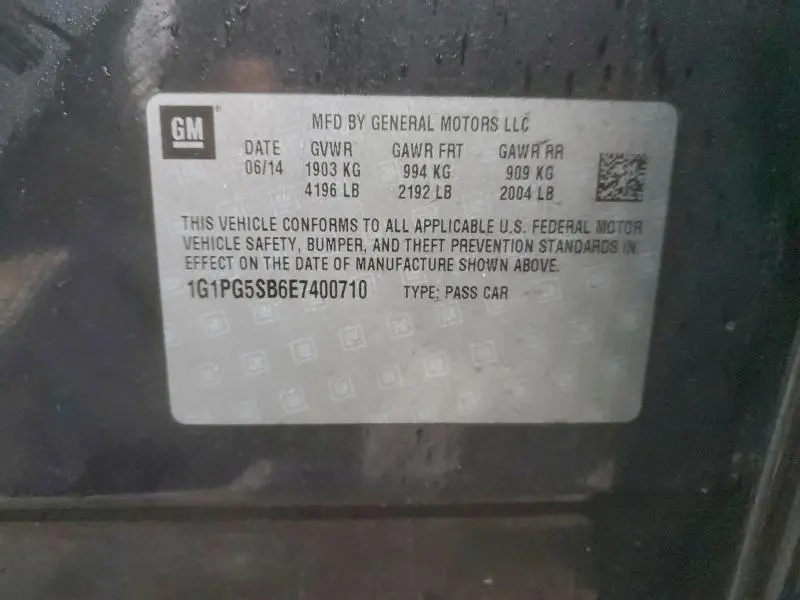 GM
MFD BY GENERAL MOTORS LLC
DATE GVWR GAWR FRT GAWR RR
06/14 1903 KG 994 KG 909 KG
4196 LB 2192 LB 2004 LB
THIS VEHICLE CONFORMS TO ALL APPLICABLE U.S. FEDERAL MOTOR
VEHICLE SAFETY, BUMPER, AND THEFT PREVENTION STANDARDS IN
EFFECT ON THE DATE OF MANUFACTURE SHOWN ABOVE.
1G1PG5SB6E7400710 TYPE: PASS CAR